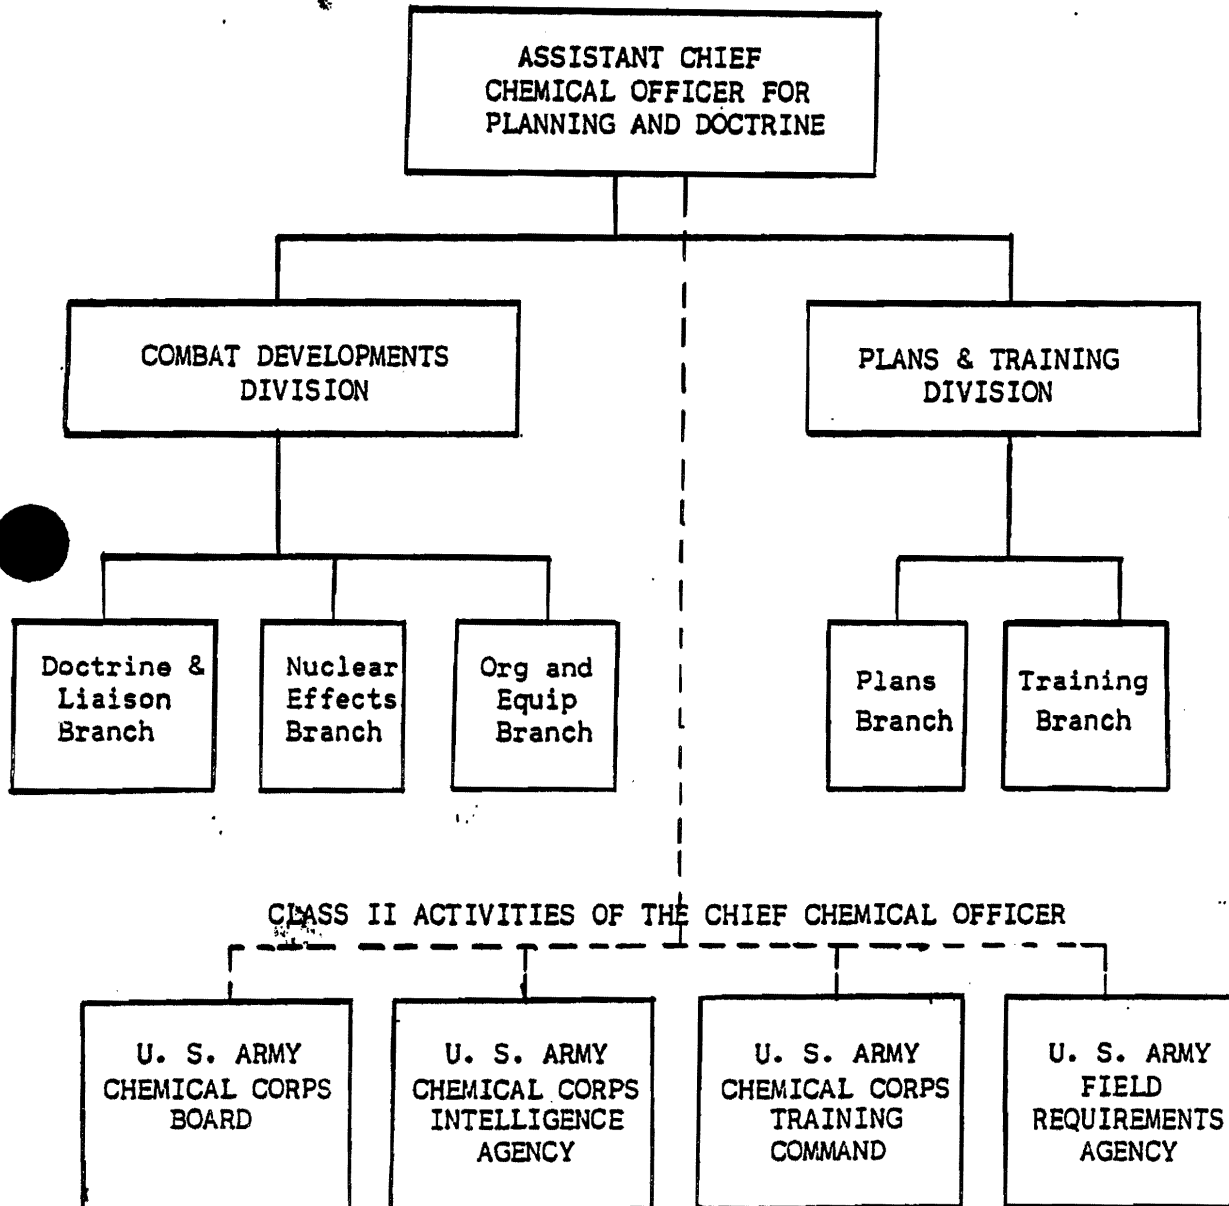 ASSISTANT CHIEF
CHEMICAL OFFICER FOR
PLANNING AND DOCTRINE
COMBAT DEVELOPMENTS
DIVISION
PLANS & TRAINING
DIVISION
Doctrine &
Liaison
Branch
Nuclear
Effects
Branch
Org and
Equip
Branch
Plans
Branch
Training
Branch
CLASS II ACTIVITIES OF THE CHIEF CHEMICAL OFFICER
U. S. ARMY
CHEMICAL CORPS
BOARD
U. S. ARMY
CHEMICAL CORPS
INTELLIGENCE
AGENCY
U. S. ARMY
CHEMICAL CORPS
TRAINING
COMMAND
U. S. ARMY
FIELD
REQUIREMENTS
AGENCY